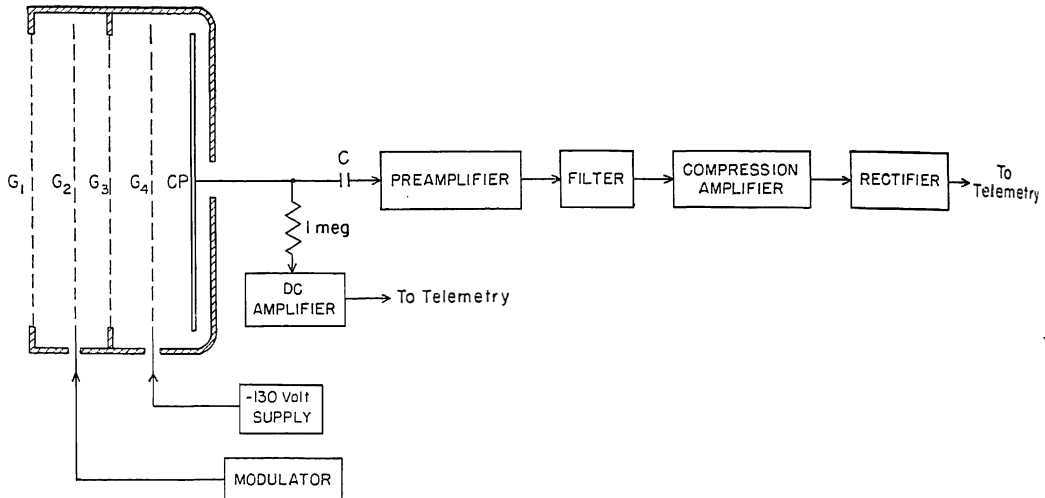 G1 G2 G3 G4 CP
C
PREAMPLIFIER
FILTER
COMPRESSION
AMPLIFIER
RECTIFIER
To
Telemetry
1 meg
DC
AMPLIFIER
To Telemetry
-130 Volt
SUPPLY
MODULATOR